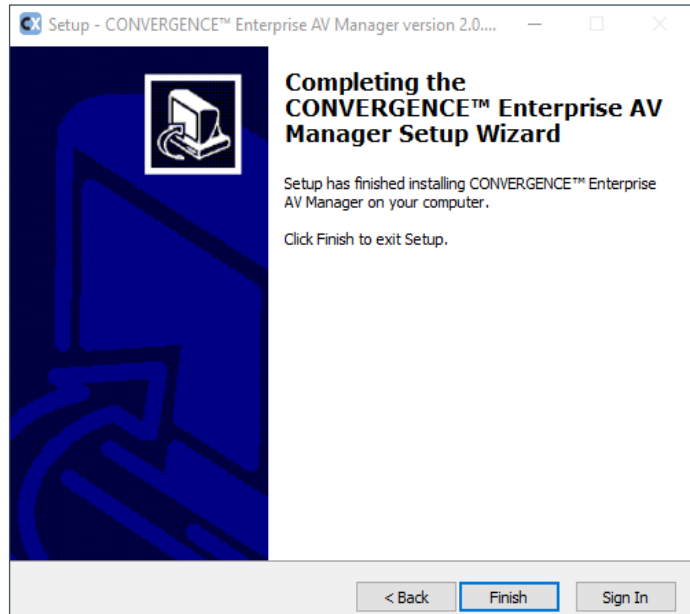 CX Setup - CONVERGENCE™ Enterprise AV Manager version 2.0....
Completing the
CONVERGENCE™ Enterprise AV
Manager Setup Wizard
Setup has finished installing CONVERGENCE™ Enterprise
AV Manager on your computer.
Click Finish to exit Setup.
< Back Finish Sign In